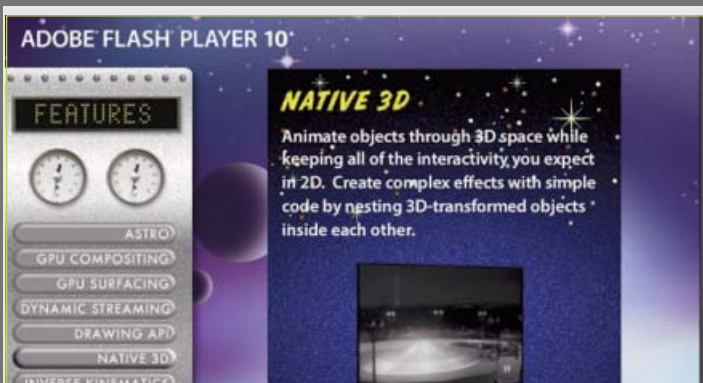 ADOBE FLASH PLAYER 10
FEATURES
ASTRO
GPU COMPOSITING
GPU SURFACING
DYNAMIC STREAMING
DRAWING API
NATIVE 3D
INVERSE KINEMATICS
NATIVE 3D
Animate objects through 3D space while
keeping all of the interactivity you expect
in 2D. Create complex effects with simple
code by nesting 3D-transformed objects
inside each other.